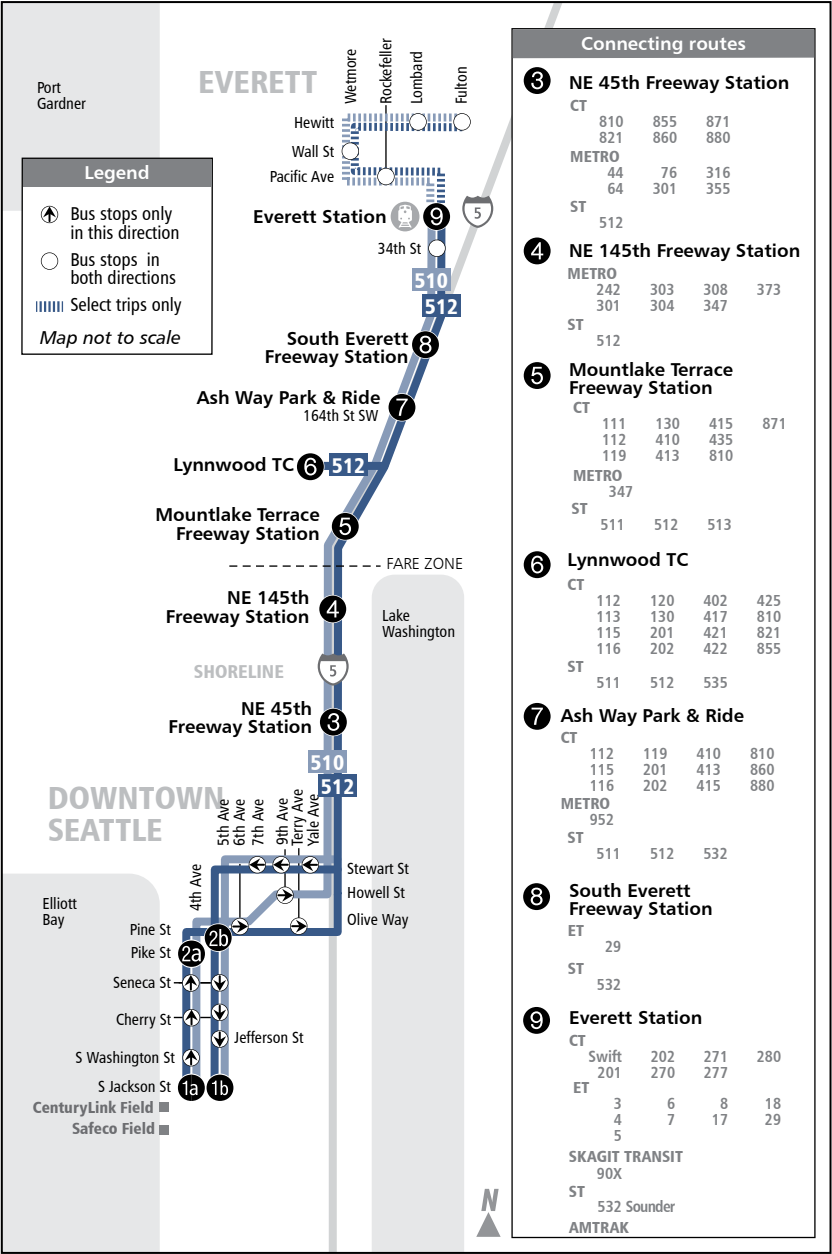 Port
Gardner
EVERETT
Wetmore
Rockefeller
Lombard
Fulton
Hewitt
Wall St
Pacific Ave
Legend
Bus stops only
in this direction
Bus stops in
both directions
Select trips only
Map not to scale
Everett Station
9
5
34th St
510
512
South Everett
Freeway Station
8
Ash Way Park & Ride
164th St SW
7
Lynnwood TC
6
512
Mountlake Terrace
Freeway Station
5
FARE ZONE
NE 145th
Freeway Station
4
Lake
Washington
SHORELINE
5
NE 45th
Freeway Station
3
510
512
DOWNTOWN
SEATTLE
4th Ave
5th Ave
6th Ave
7th Ave
9th Ave
Terry Ave
Yale Ave
Stewart St
Howell St
Olive Way
Elliott
Bay
Pine St
2b
Pike St
2a
Seneca St
Cherry St
Jefferson St
S Washington St
S Jackson St
1a
1b
CenturyLink Field
Safeco Field
N
Connecting routes
3 NE 45th Freeway Station
CT
810 855 871
821 860 880
METRO
44 76 316
64 301 355
ST
512
4 NE 145th Freeway Station
METRO
242 303 308 373
301 304 347
ST
512
5 Mountlake Terrace
Freeway Station
CT
111 130 415 871
112 410 435
119 413 810
METRO
347
ST
511 512 513
6 Lynnwood TC
CT
112 120 402 425
113 130 417 810
115 201 421 821
116 202 422 855
ST
511 512 535
7 Ash Way Park & Ride
CT
112 119 410 810
115 201 413 860
116 202 415 880
METRO
952
ST
511 512 532
8 South Everett
Freeway Station
ET
29
ST
532
9 Everett Station
CT
Swift 202 271 280
201 270 277
ET
3 6 8 18
4 7 17 29
5
SKAGIT TRANSIT
90X
ST
532 Sounder
AMTRAK